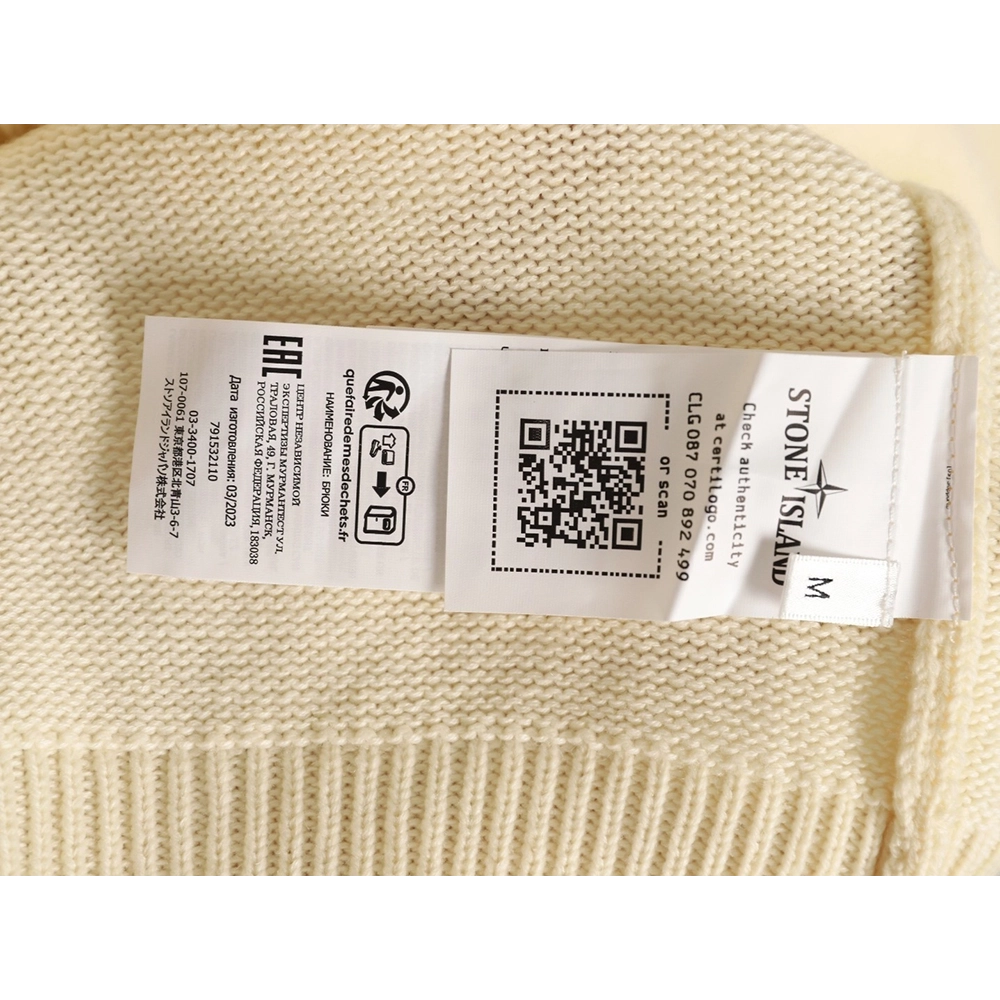 STONE ISLAND
M
Check authenticity
at certilogo.com
CLG 087 070 892 499
or scan
FR
quefairedemesdechets.fr
НАИМЕНОВАНИЕ: БРЮКИ
EAC
ЦЕНТР НЕЗАВИСИМОЙ
ЭКСПЕРТИЗЫ МУРМАНТЕСТ УЛ.
ТРАЛОВАЯ, 49, Г. МУРМАНСК,
РОССИЙСКАЯ ФЕДЕРАЦИЯ, 183038
Дата изготовления: 03/2023
791532110
03-3400-1707
107-0061 東京都港区北青山3-6-7
ストンアイランドジャパン株式会社